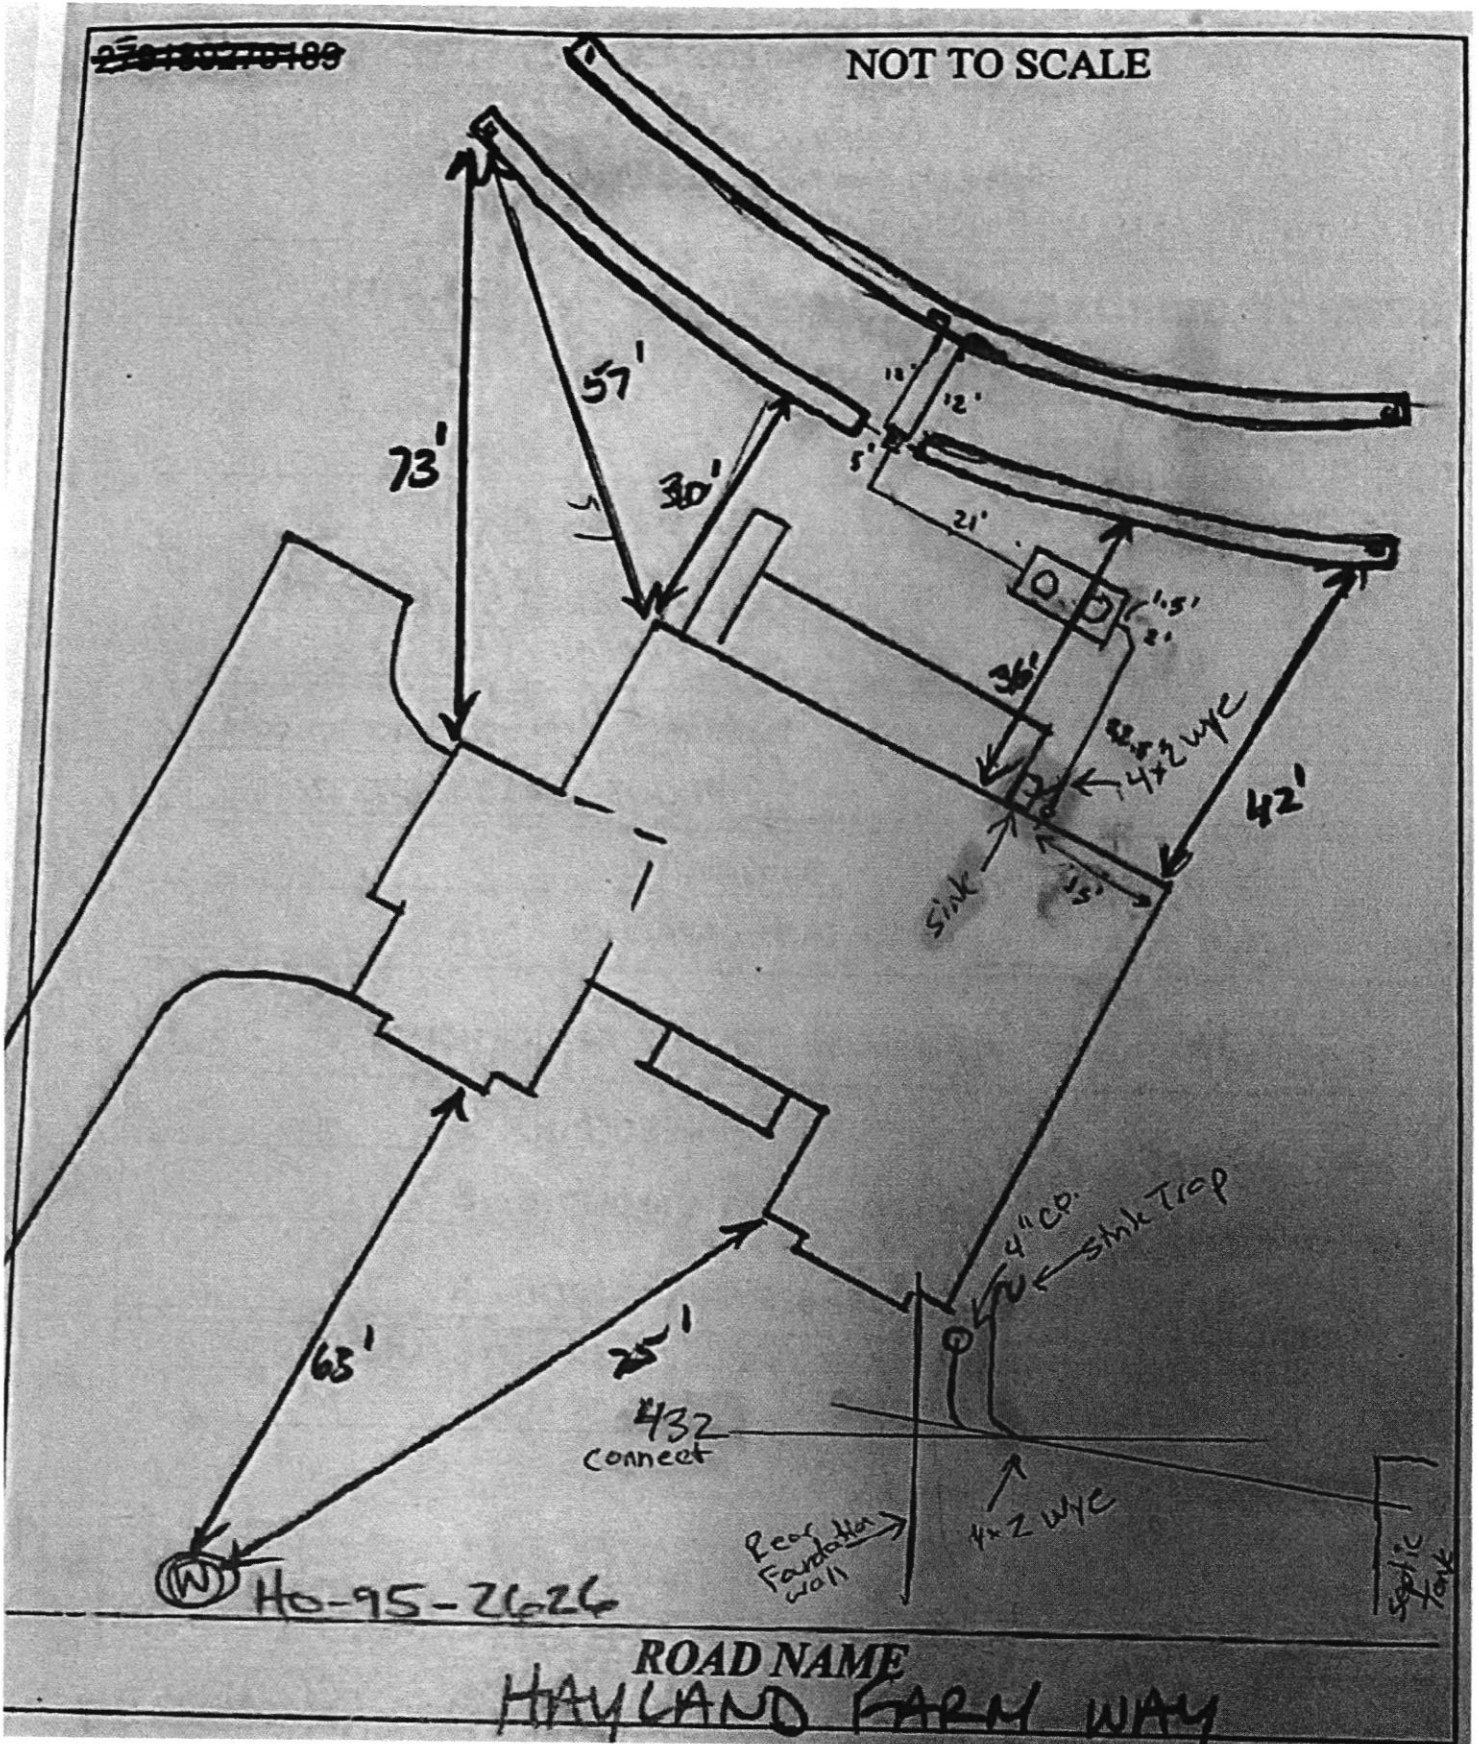 NOT TO SCALE
12'
12'
5'
57'
73'
30'
21'
1.5'
2'
36'
4x2 wye
42'
Sink
15'
4" CO.
Sink Trap
63'
75'
432
connect
4x2 wye
Rear
Foundation
wall
Septic
Tank
W
HO-95-2626
ROAD NAME
HAYLAND FARM WAY